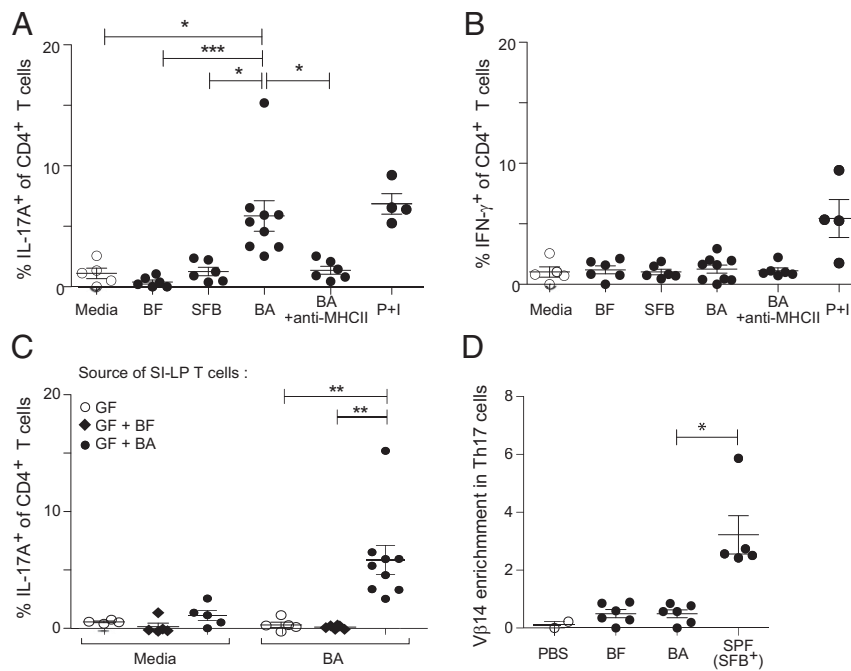 A
% IL-17A+ of CD4+ T cells
20
10
0
*
***
*
*
Media
BF
SFB
BA
BA
+anti-MHCII
P+I
B
% IFN-γ+ of CD4+ T cells
20
10
0
Media
BF
SFB
BA
BA
+anti-MHCII
P+I
C
Source of SI-LP T cells :
GF
GF + BF
GF + BA
% IL-17A+ of CD4+ T cells
20
10
0
**
**
Media
BA
D
Vβ14 enrichmment in Th17 cells
8
6
4
2
0
*
PBS
BF
BA
SPF
(SFB+)